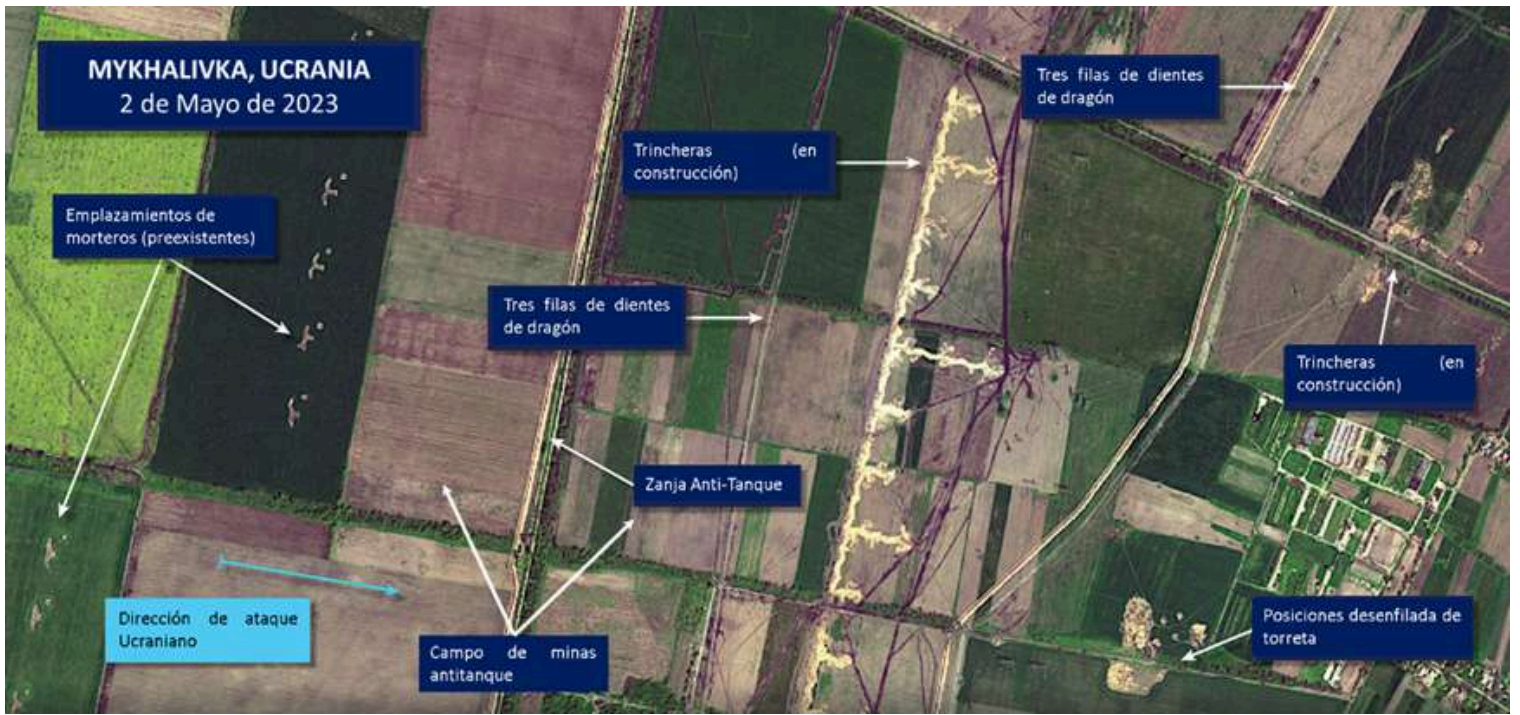 MYKHALIVKA, UCRANIA
2 de Mayo de 2023
Tres filas de dientes
de dragón
Trincheras (en
construcción)
Emplazamientos de
morteros (preexistentes)
Tres filas de dientes
de dragón
Trincheras (en
construcción)
Zanja Anti-Tanque
Dirección de ataque
Ucraniano
Campo de minas
antitanque
Posiciones desenfilada de
torreta